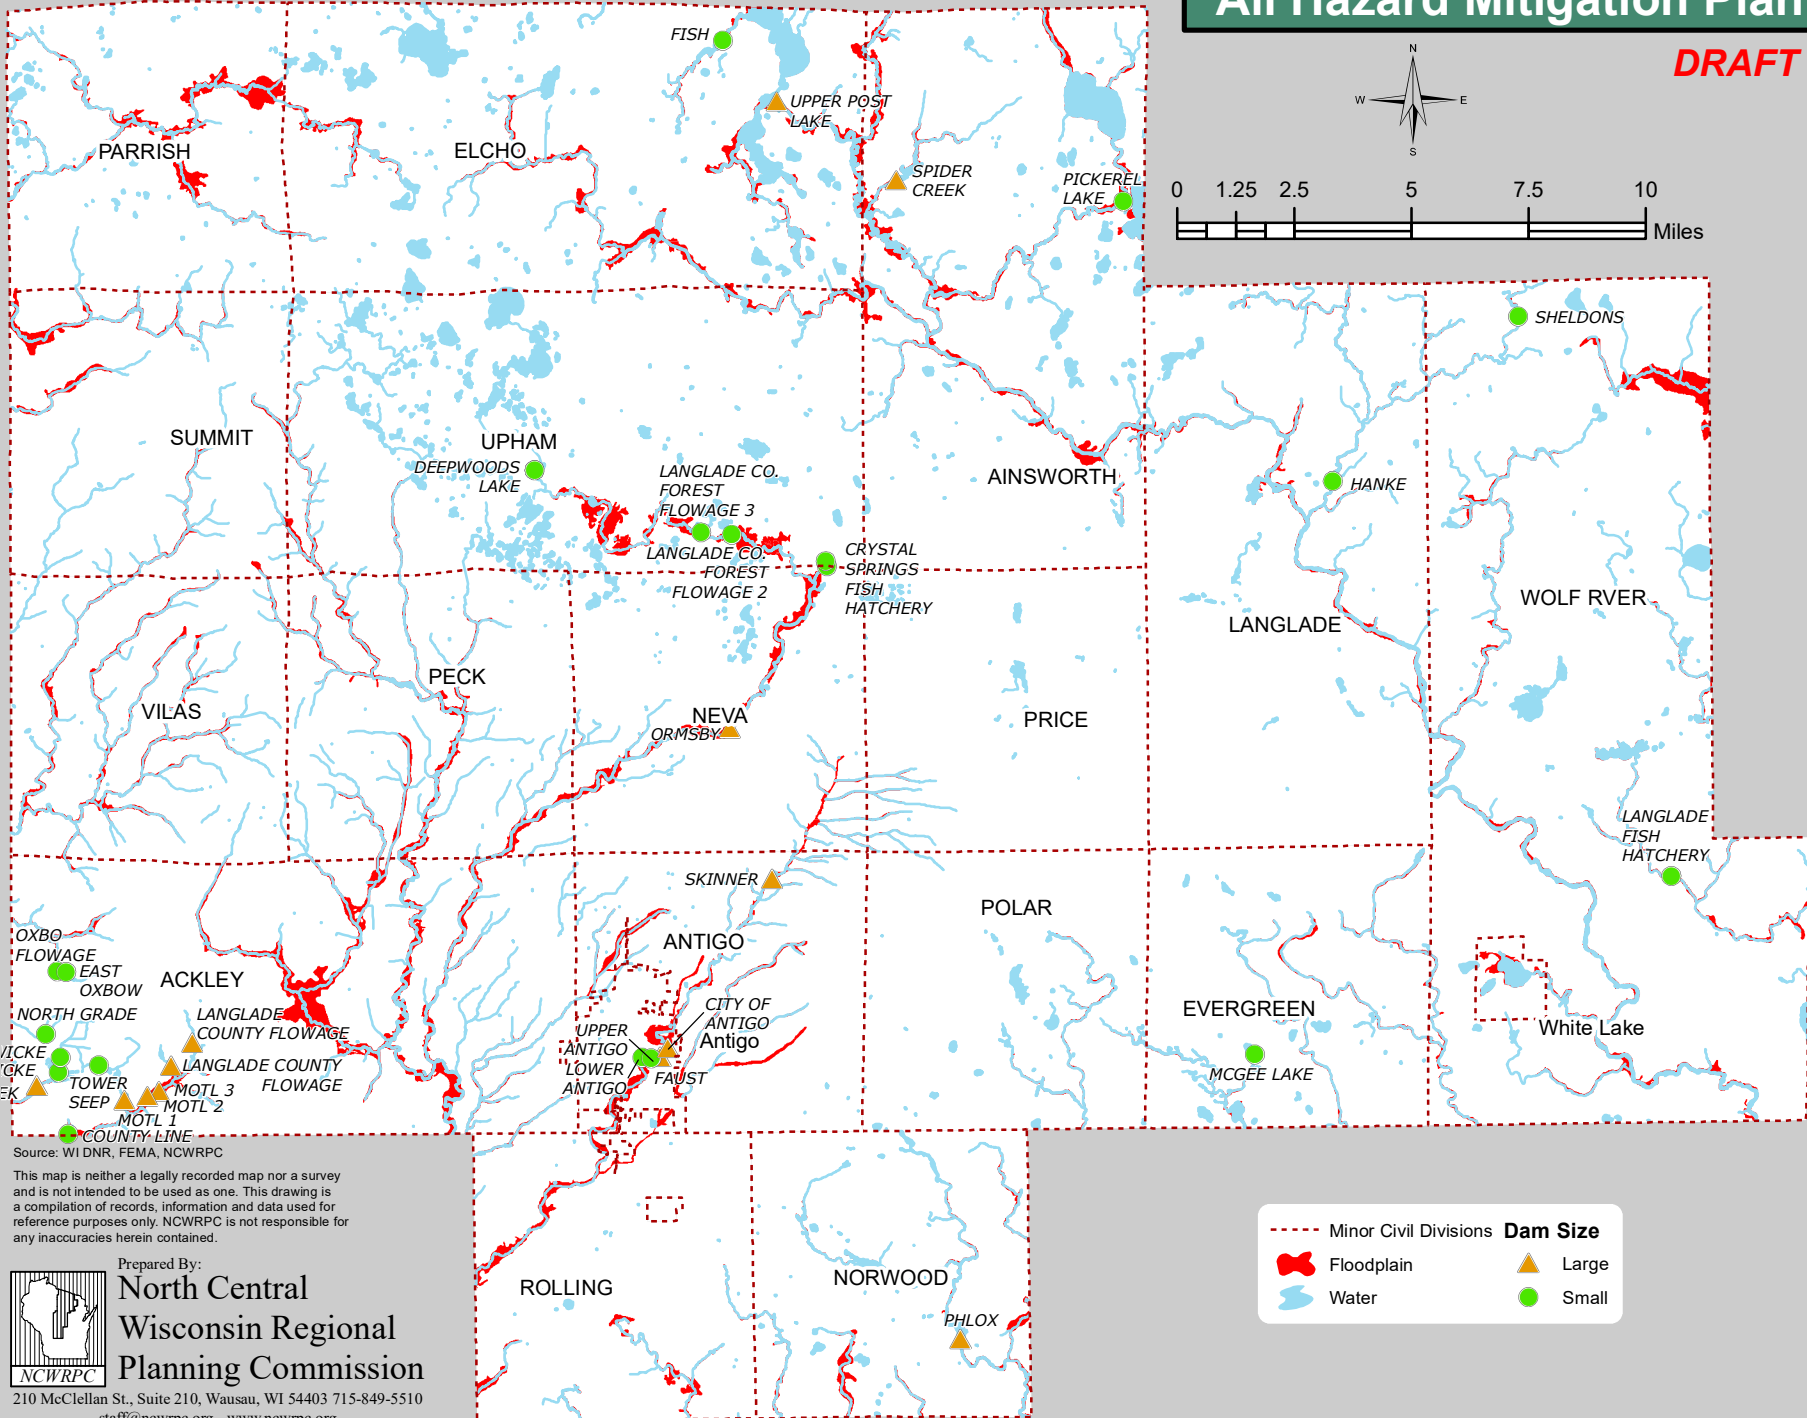 All Hazard Mitigation Plan
DRAFT
N
W
E
S
0 1.25 2.5 5 7.5 10
Miles
FISH
UPPER POST
LAKE
PARRISH
ELCHO
SPIDER
CREEK
PICKEREL
LAKE
SHELDONS
SUMMIT
UPHAM
DEEPWOODS
LAKE
LANGLADE CO.
FOREST
FLOWAGE 3
AINSWORTH
HANKE
LANGLADE CO.
FOREST
FLOWAGE 2
CRYSTAL
SPRINGS
FISH
HATCHERY
WOLF RVER
LANGLADE
PECK
VILAS
NEVA
ORMSBY
PRICE
LANGLADE
FISH
HATCHERY
SKINNER
POLAR
ANTIGO
OXBO
FLOWAGE
EAST
OXBOW
ACKLEY
NORTH GRADE
LANGLADE
COUNTY FLOWAGE
CITY OF
ANTIGO
Antigo
UPPER
ANTIGO
LOWER
ANTIGO
FAUST
EVERGREEN
White Lake
MCGEE LAKE
WICKE
ICKE
EK
TOWER
SEEP
LANGLADE COUNTY
FLOWAGE
MOTL 3
MOTL 2
MOTL 1
COUNTY LINE
Source: WI DNR, FEMA, NCWRPC
This map is neither a legally recorded map nor a survey
and is not intended to be used as one. This drawing is
a compilation of records, information and data used for
reference purposes only. NCWRPC is not responsible for
any inaccuracies herein contained.
Prepared By:
North Central
Wisconsin Regional
Planning Commission
NCWRPC
210 McClellan St., Suite 210, Wausau, WI 54403 715-849-5510
staff@ncwrpc.org - www.ncwrpc.org
ROLLING
NORWOOD
PHLOX
Minor Civil Divisions
Floodplain
Water
Dam Size
Large
Small